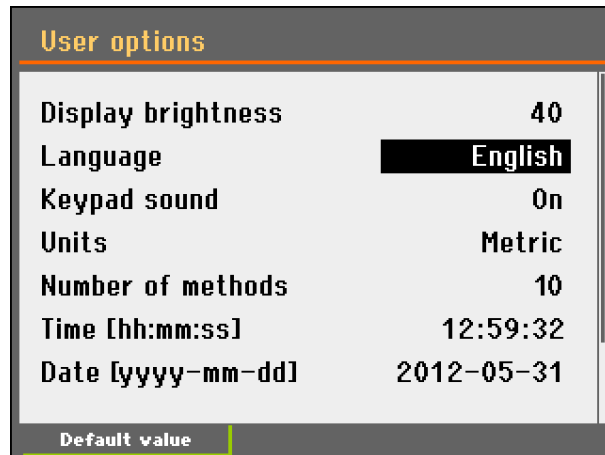 User options
Display brightness 40
Language English
Keypad sound On
Units Metric
Number of methods 10
Time [hh:mm:ss] 12:59:32
Date [yyyy-mm-dd] 2012-05-31
Default value